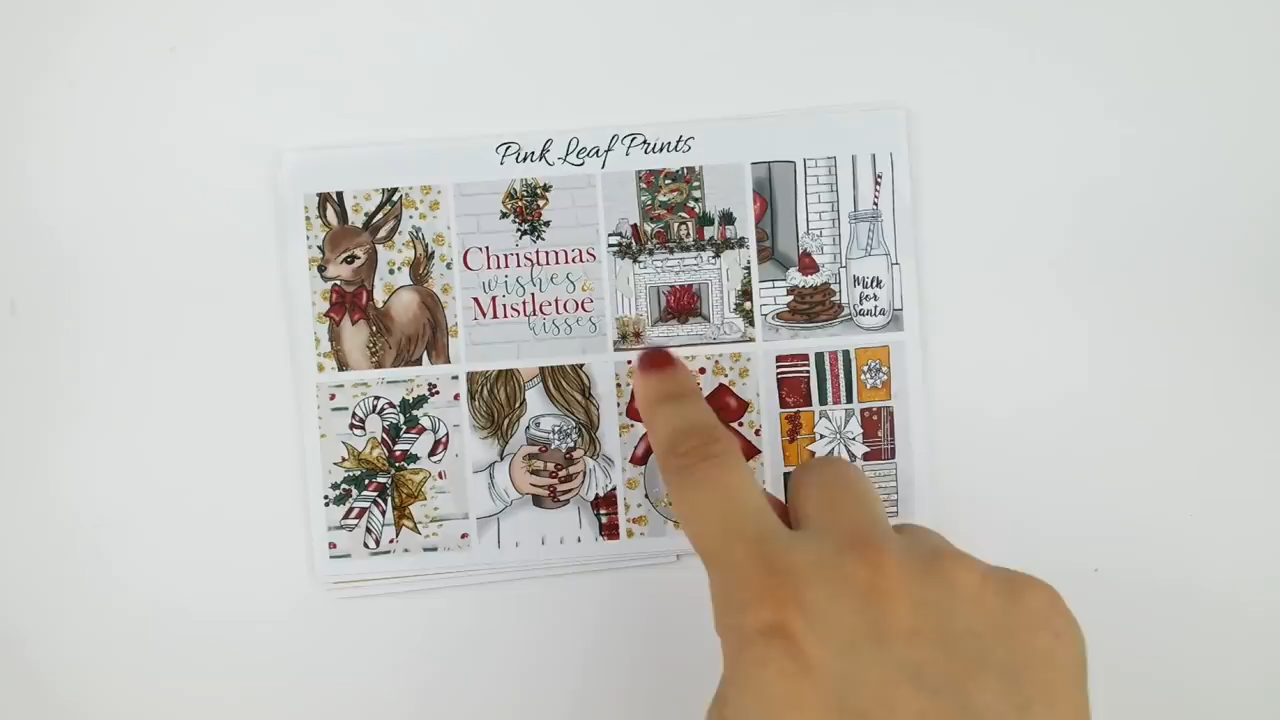 Pink Leaf Prints
Christmas
wishes &
Mistletoe
kisses
Milk
for
Santa